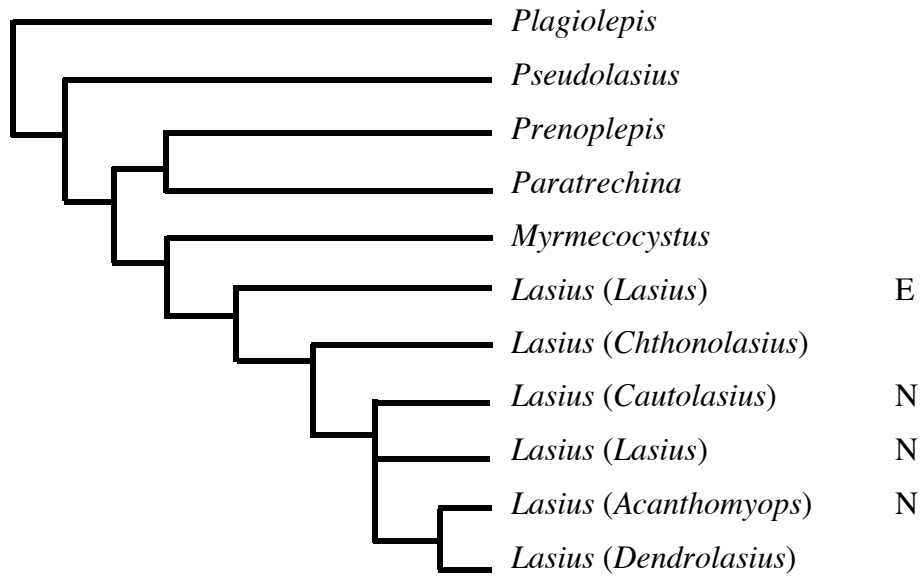 Plagiolepis
Pseudolasius
Prenoplepis
Paratrechina
Myrmecocystus
Lasius (Lasius) E
Lasius (Chthonolasius)
Lasius (Cautolasius) N
Lasius (Lasius) N
Lasius (Acanthomyops) N
Lasius (Dendrolasius)